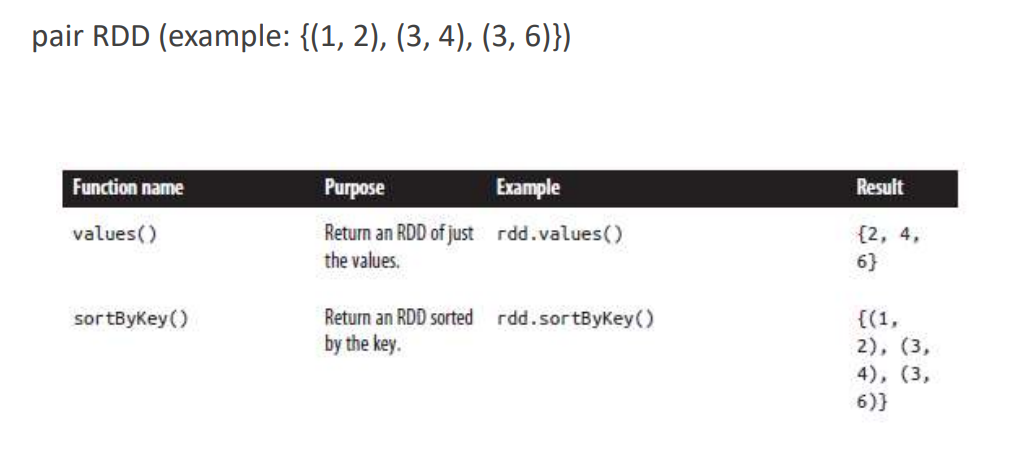 pair RDD (example: {(1, 2), (3, 4), (3, 6)})
Function name Purpose Example Result
values() Return an RDD of just rdd.values() {2, 4,
the values. 6}
sortByKey() Return an RDD sorted rdd.sortByKey() {(1,
by the key. 2), (3,
4), (3,
6)}